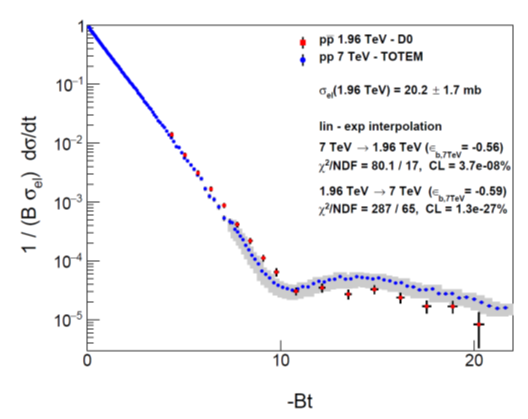 pp̅ 1.96 TeV - D0
pp 7 TeV - TOTEM
σel(1.96 TeV) = 20.2 ± 1.7 mb
lin - exp interpolation
7 TeV → 1.96 TeV (∈b,7TeV= -0.56)
χ²/NDF = 80.1 / 17, CL = 3.7e-08%
1.96 TeV → 7 TeV (∈b,7TeV= -0.59)
χ²/NDF = 287 / 65, CL = 1.3e-27%
1 / (B σel) dσ/dt
1
10⁻¹
10⁻²
10⁻³
10⁻⁴
10⁻⁵
0 10 20
-Bt